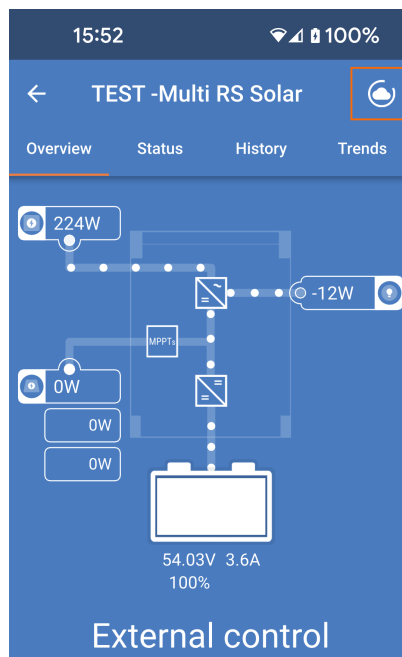 15:52 100%
TEST -Multi RS Solar
Overview Status History Trends
224W
-12W
MPPTs
0W
0W
0W
54.03V 3.6A
100%
External control